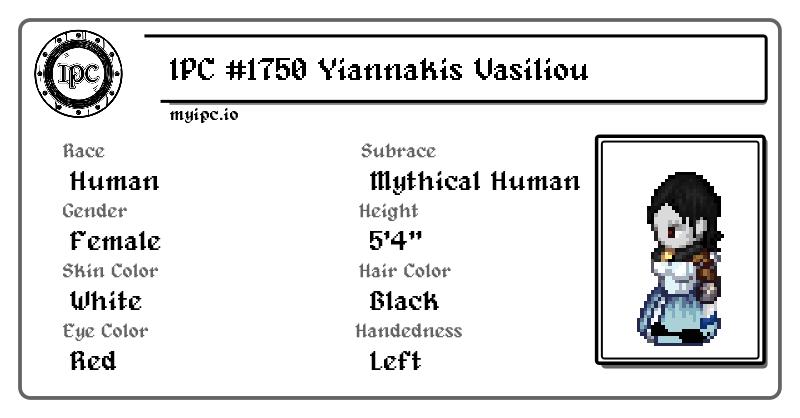 IPC
IPC #1750 Yiannakis Vasiliou
myipc.io
Race
Human
Subrace
Mythical Human
Gender
Female
Height
5'4"
Skin Color
White
Hair Color
Black
Eye Color
Red
Handedness
Left